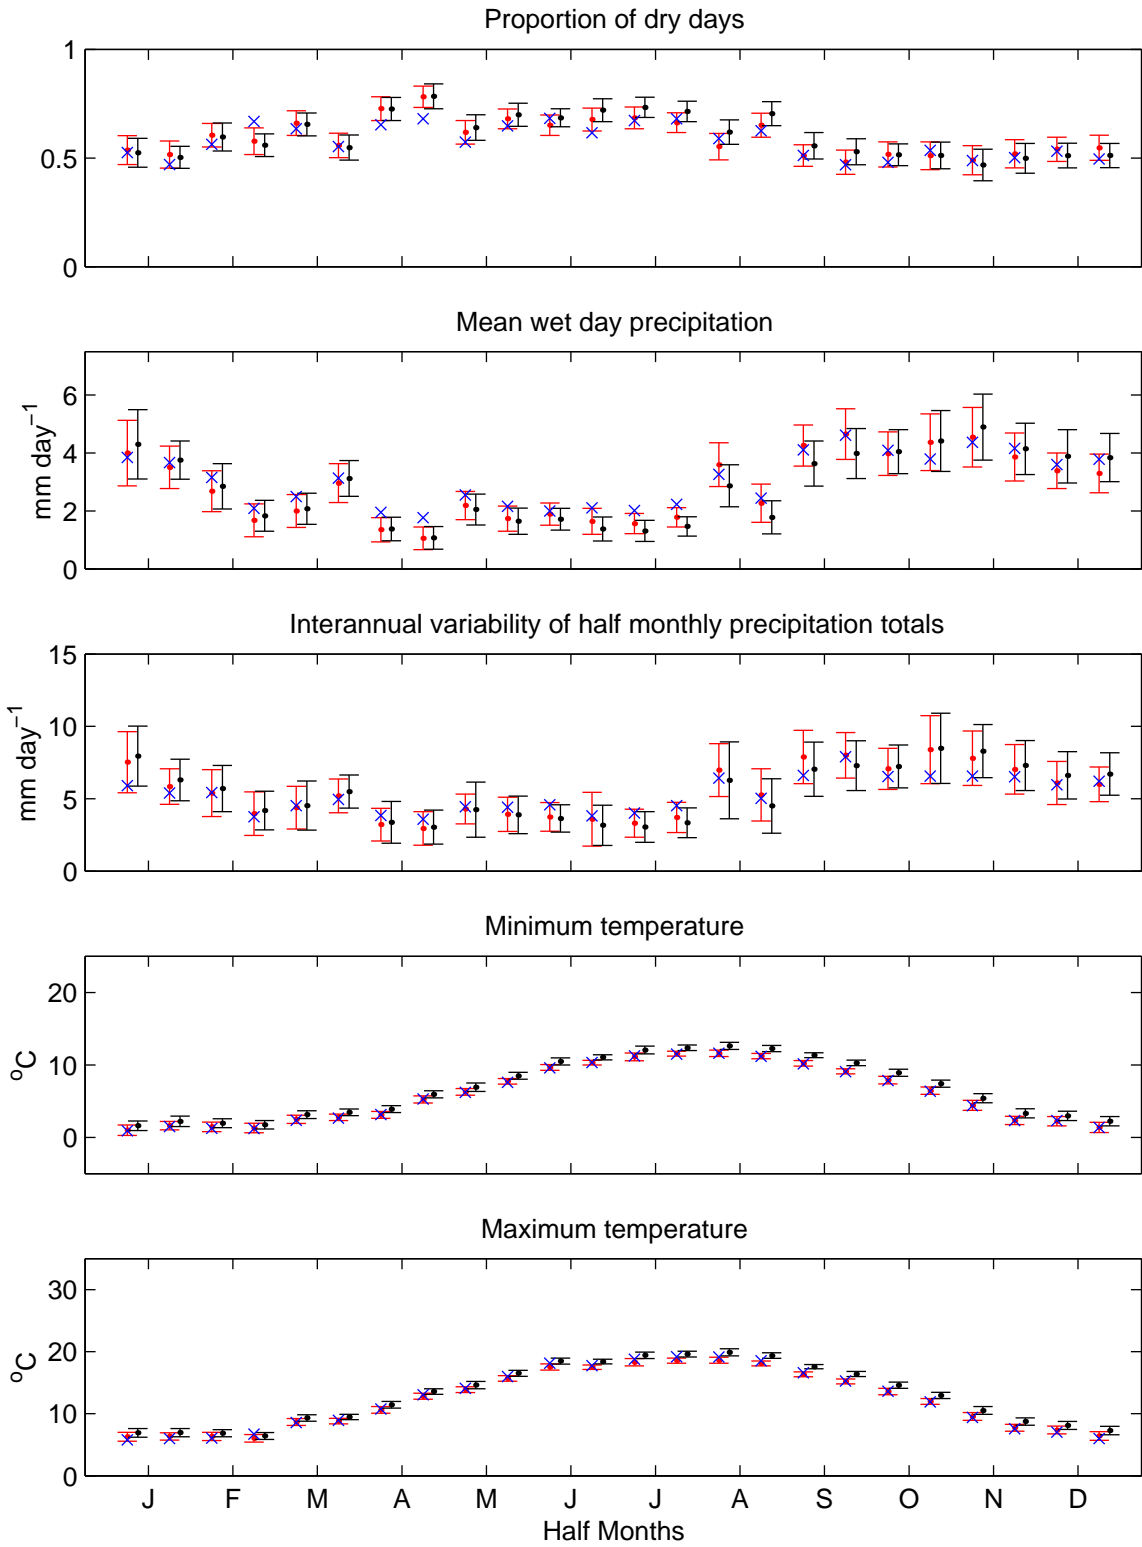 Proportion of dry days
1
0.5
0
Mean wet day precipitation
6
4
2
0
mm day⁻¹
Interannual variability of half monthly precipitation totals
15
10
5
0
mm day⁻¹
Minimum temperature
20
10
0
ᵒC
Maximum temperature
30
20
10
0
ᵒC
J F M A M J J A S O N D
Half Months